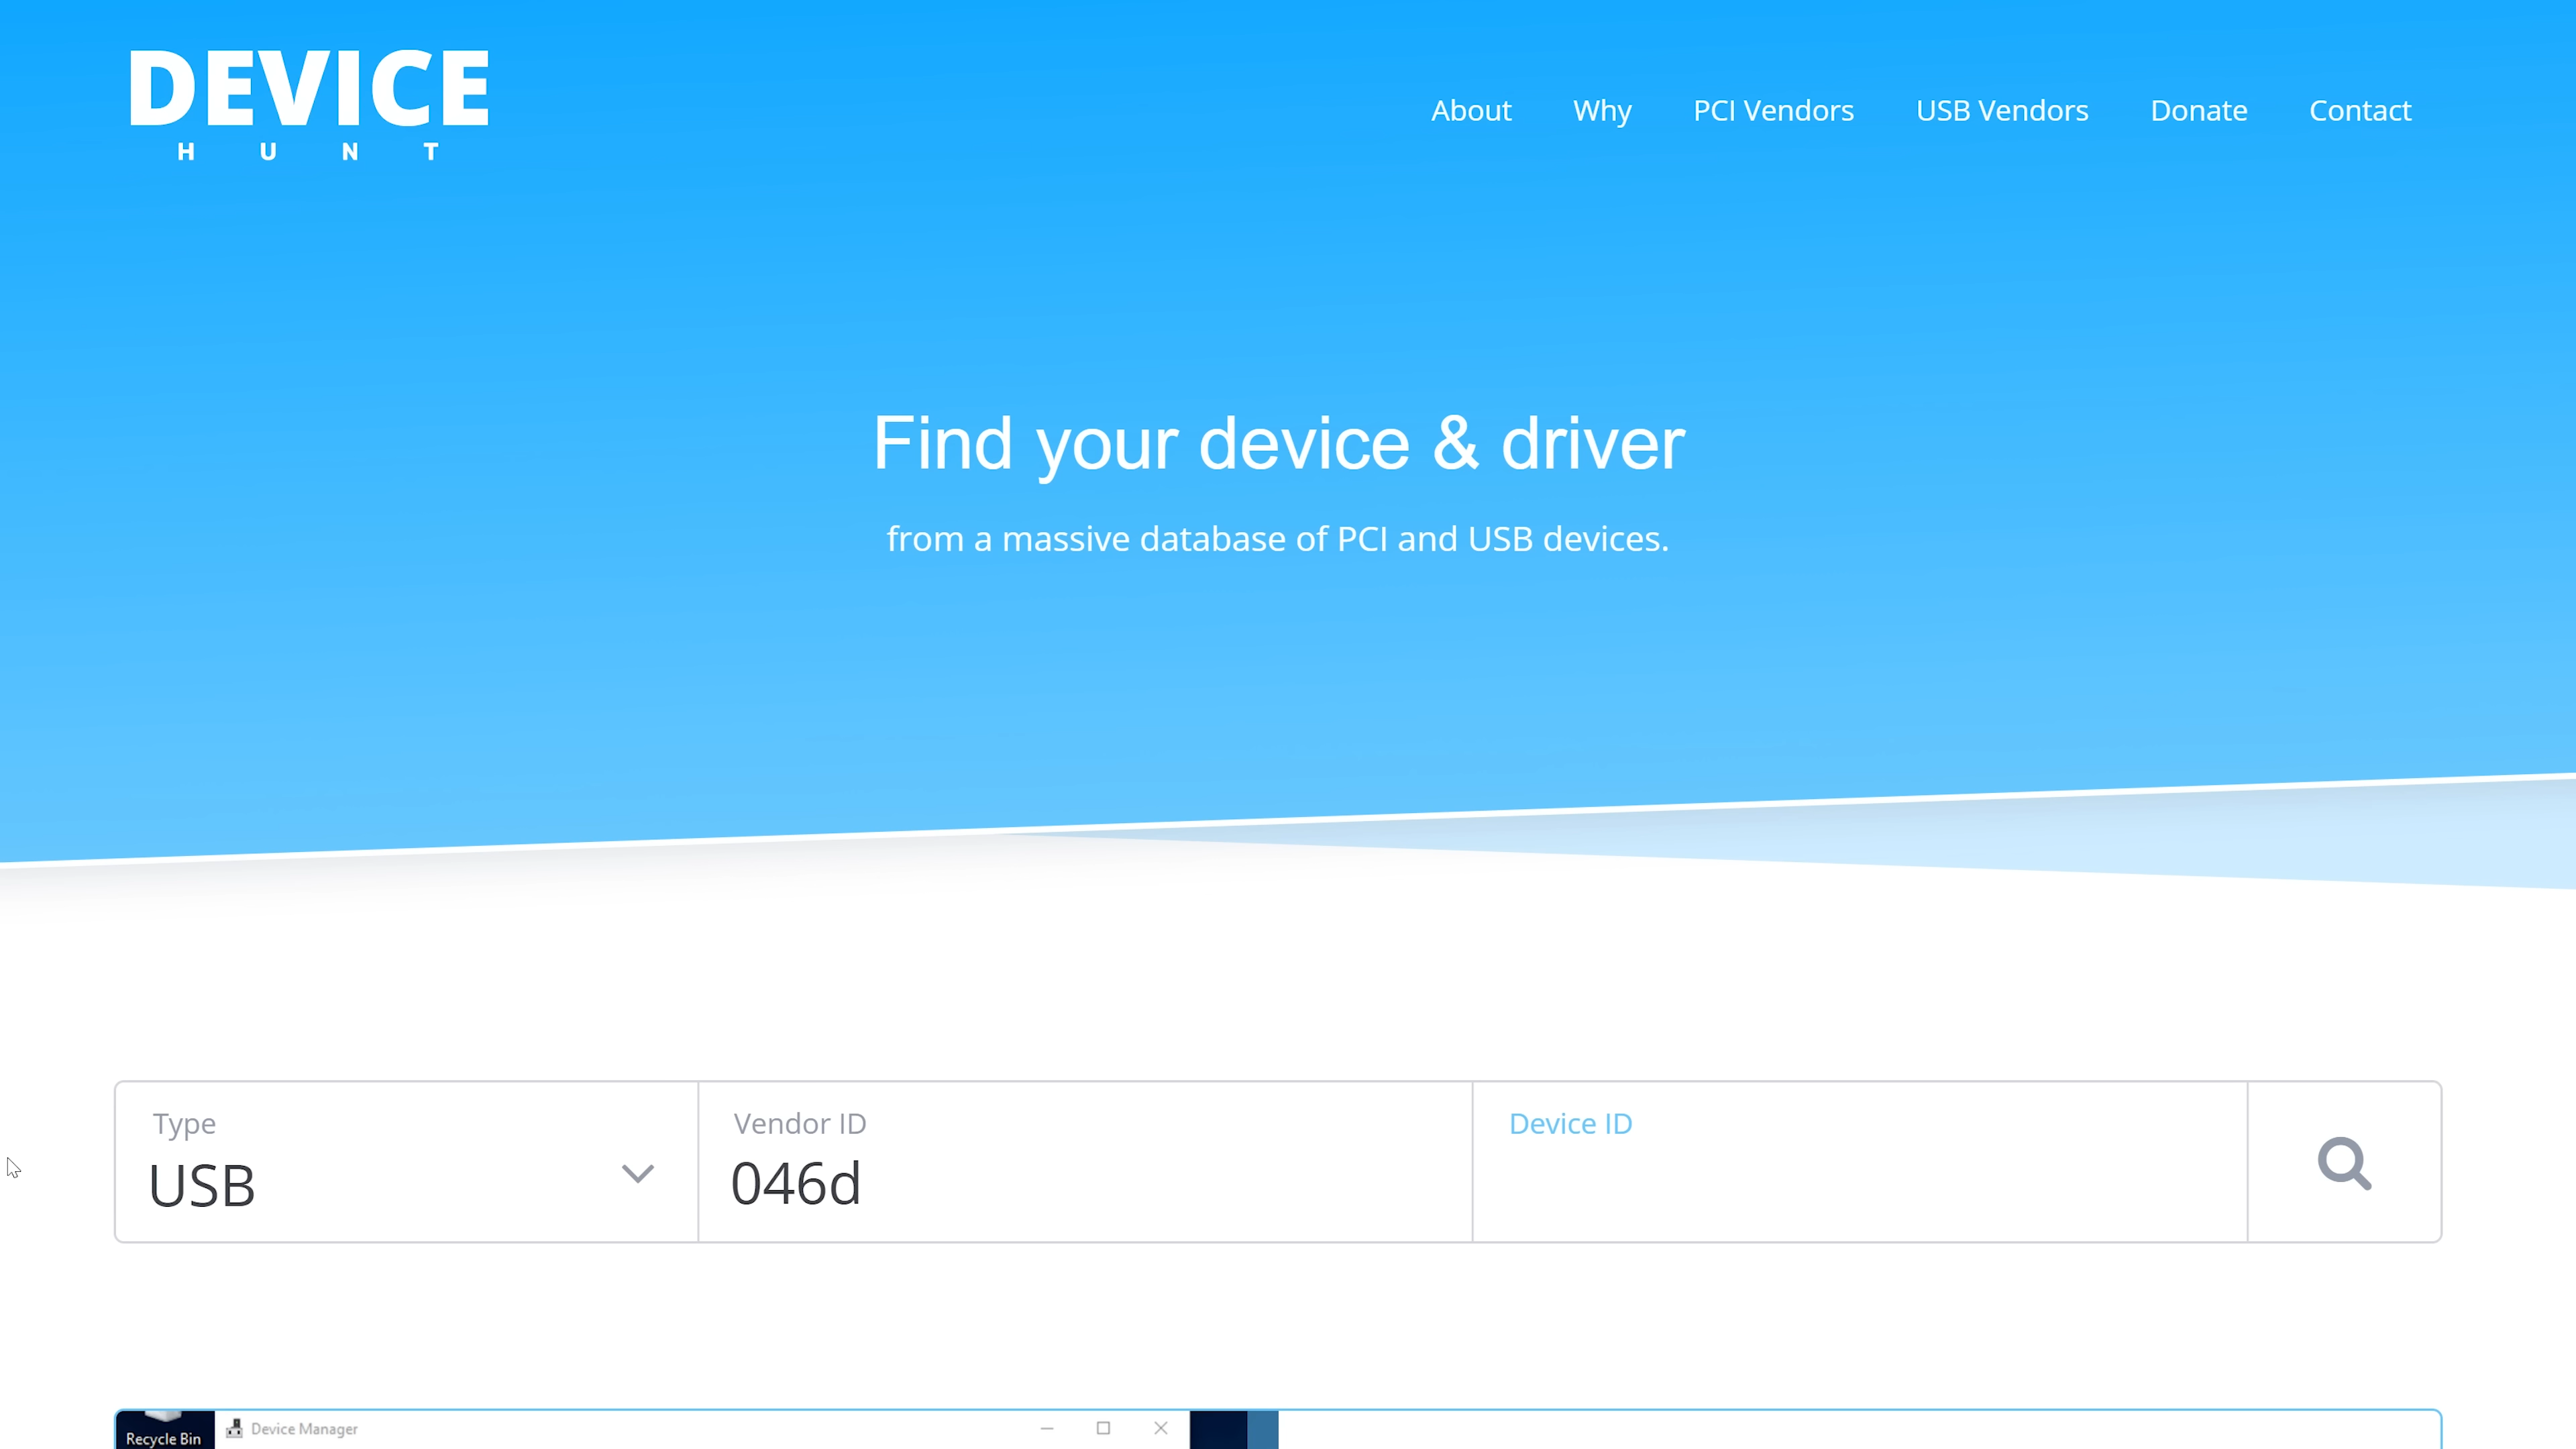 DEVICE
HUNT
About Why PCI Vendors USB Vendors Donate Contact
Find your device & driver
from a massive database of PCI and USB devices.
Type
USB
Vendor ID
046d
Device ID
Recycle Bin
Device Manager